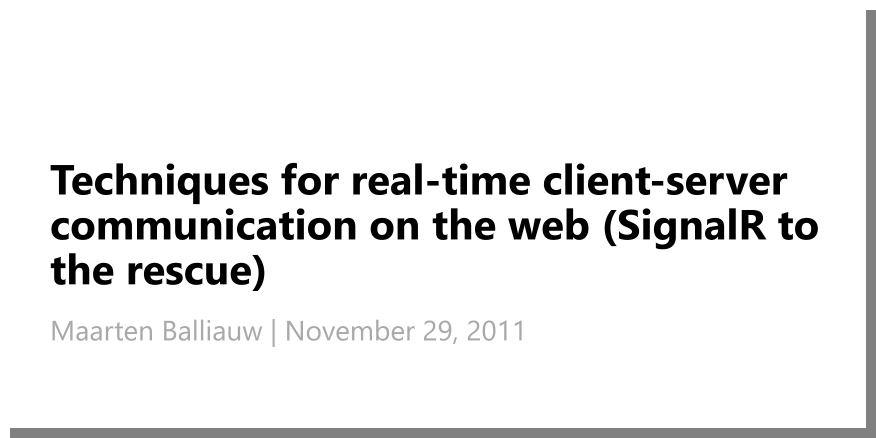 Techniques for real-time client-server
communication on the web (SignalR to
the rescue)
Maarten Balliauw | November 29, 2011